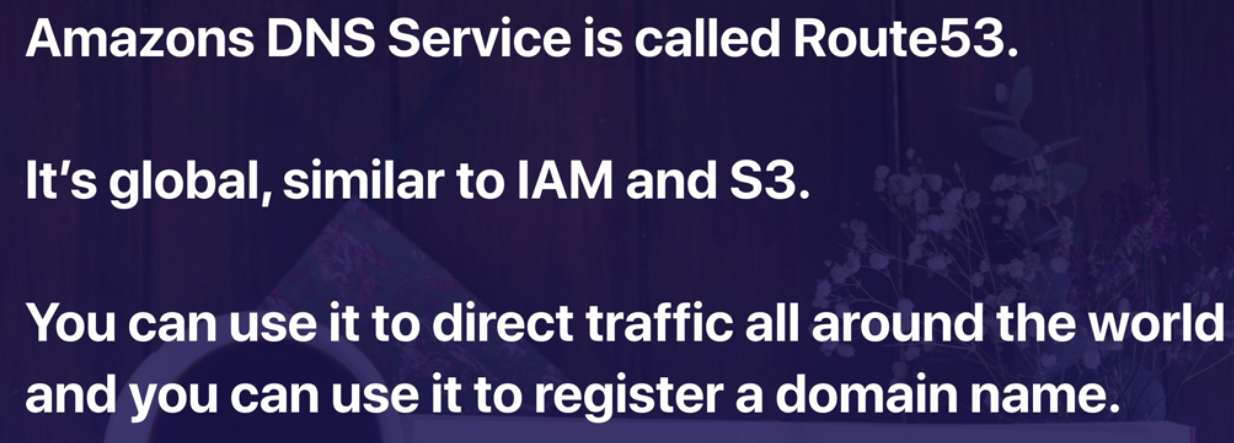 Amazons DNS Service is called Route53.
It’s global, similar to IAM and S3.
You can use it to direct traffic all around the world
and you can use it to register a domain name.